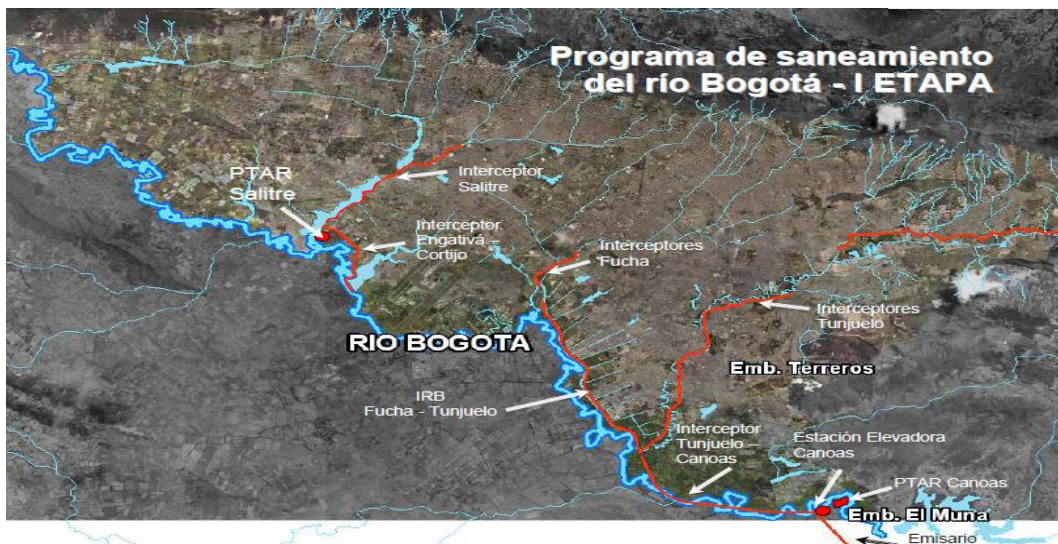 Programa de saneamiento
del río Bogotá - I ETAPA
PTAR
Salitre
Interceptor
Salitre
Interceptor
Engativá –
Cortijo
Interceptores
Fucha
Interceptores
Tunjuelo
RIO BOGOTA
Emb. Terreros
IRB
Fucha - Tunjuelo
Interceptor
Tunjuelo –
Canoas
Estación Elevadora
Canoas
PTAR Canoas
Emb. El Muna
Emisario